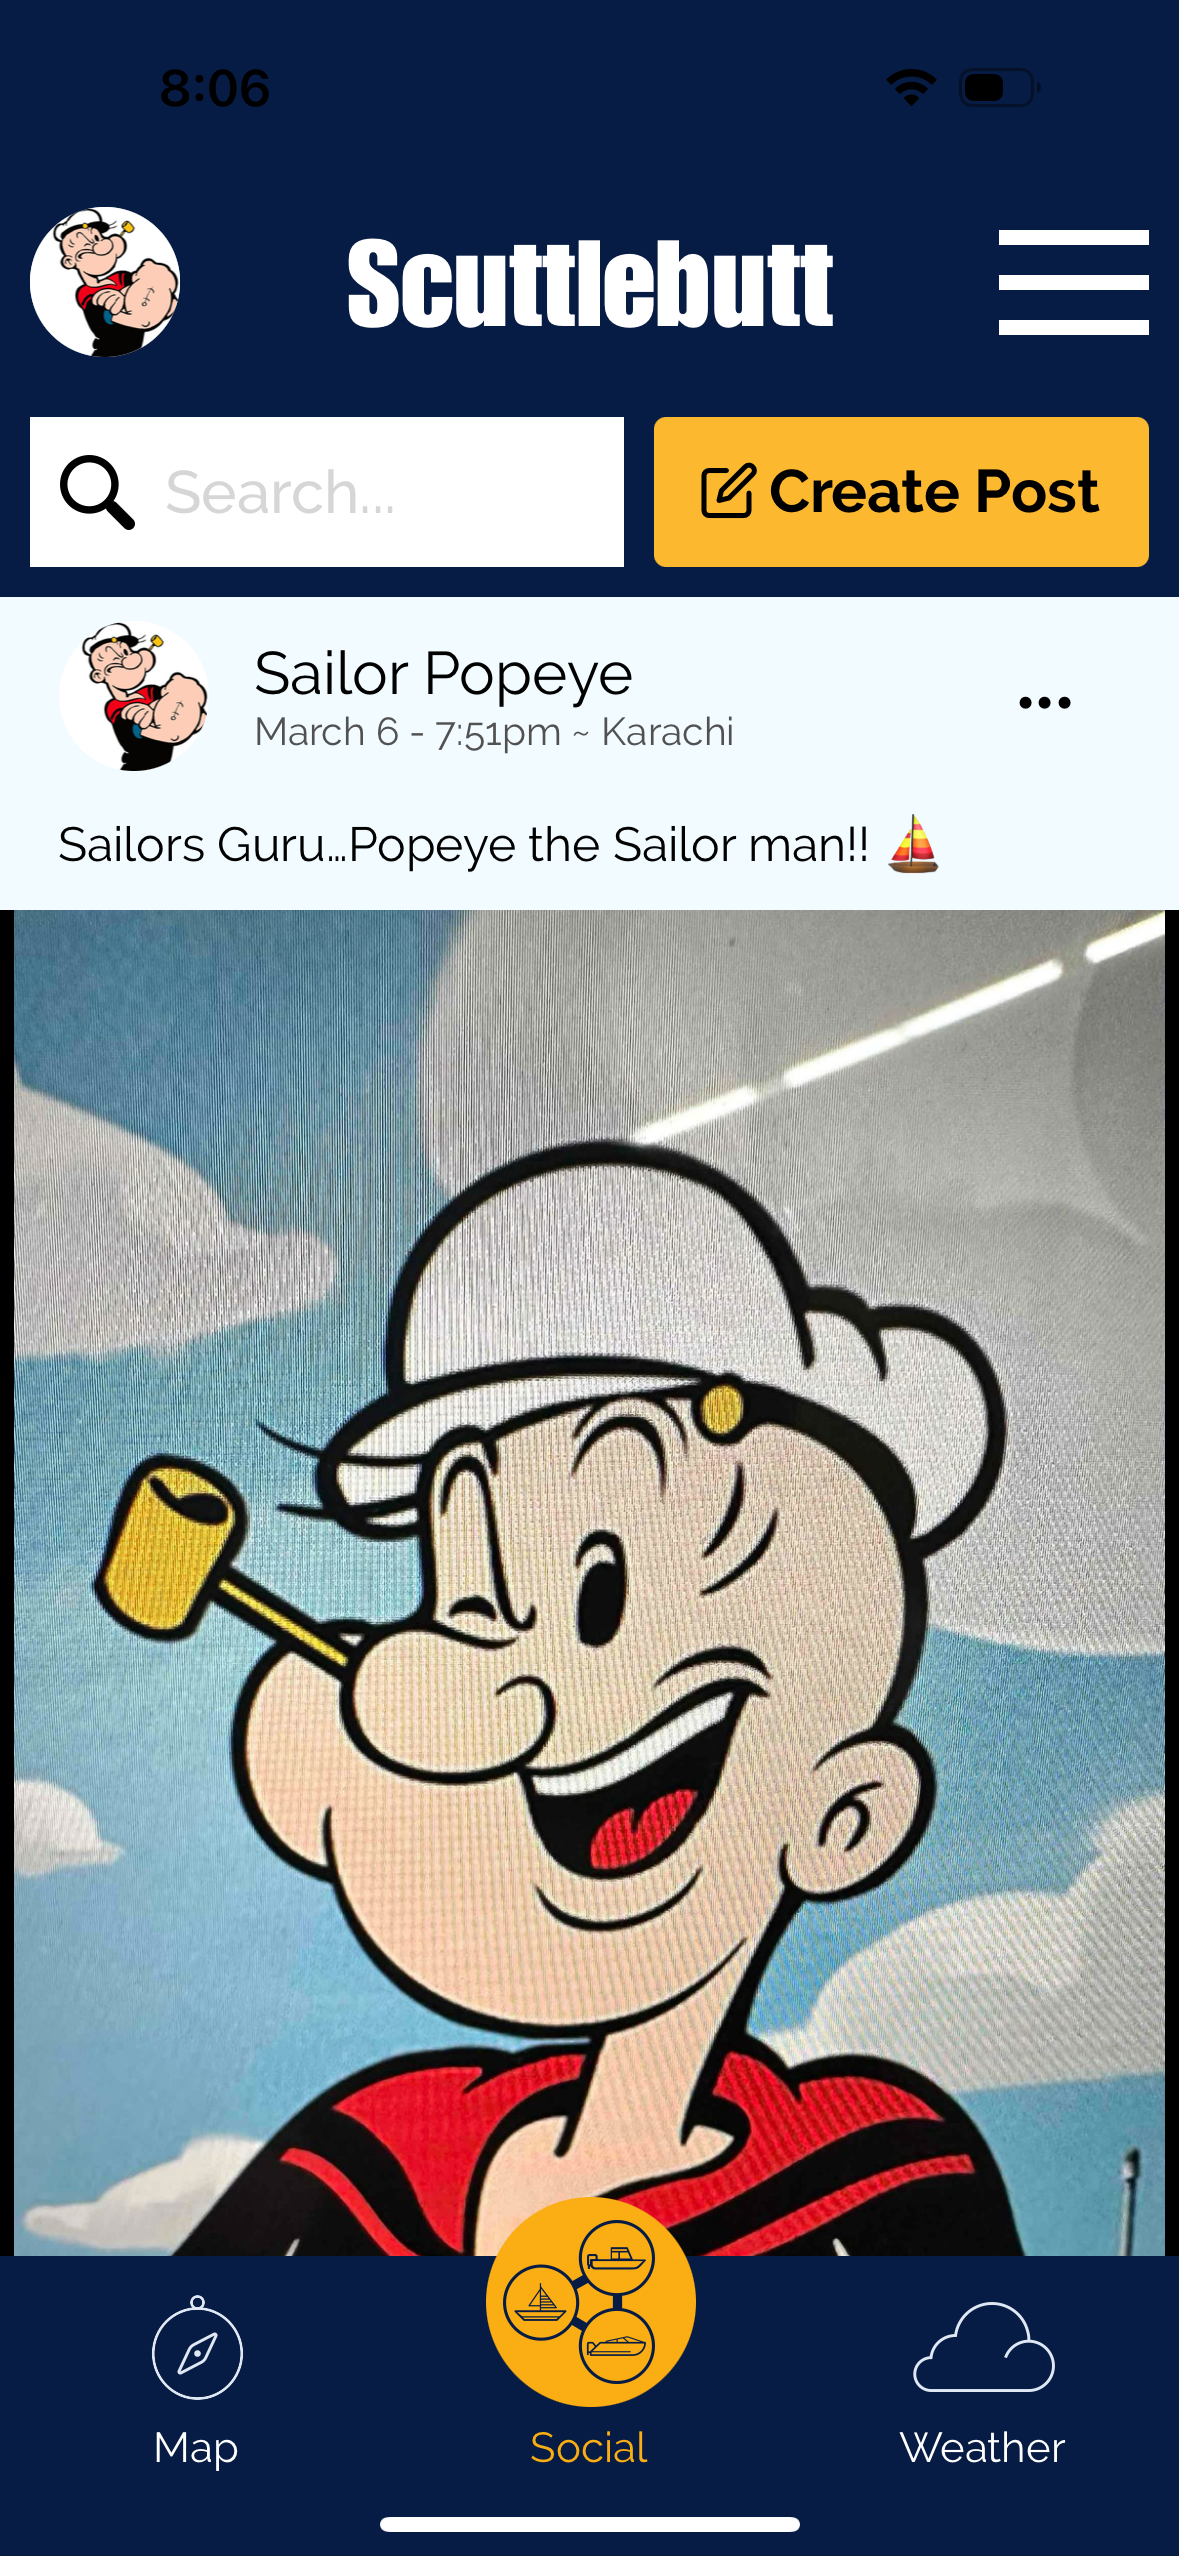 8:06
Scuttlebutt
Search...
Create Post
Sailor Popeye
March 6 - 7:51pm ~ Karachi
Sailors Guru...Popeye the Sailor man!! ⛵
Map
Social
Weather